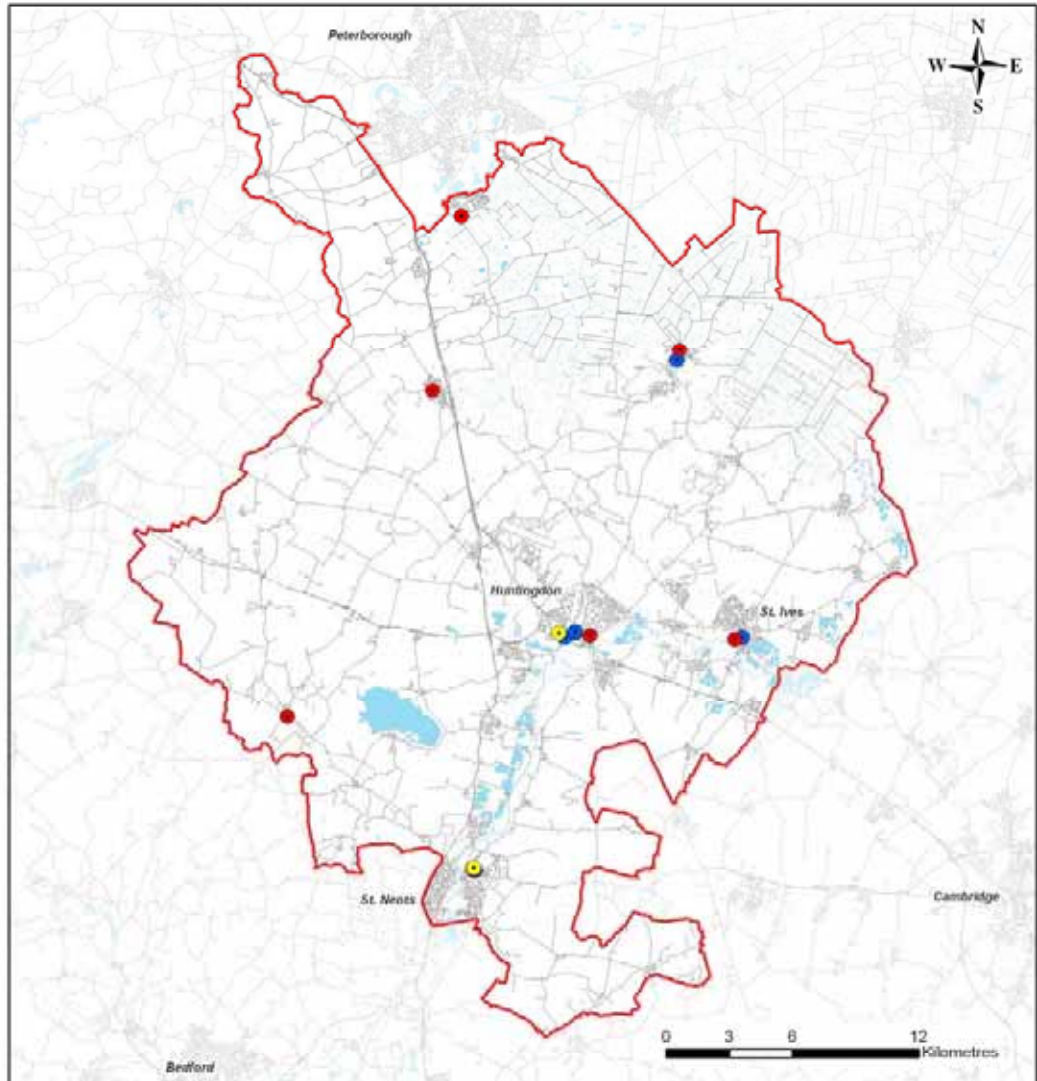 Peterborough
N
W E
S
Huntingdon
St. Ives
St. Neots
Cambridge
0 3 6 12
Kilometres
Bedford